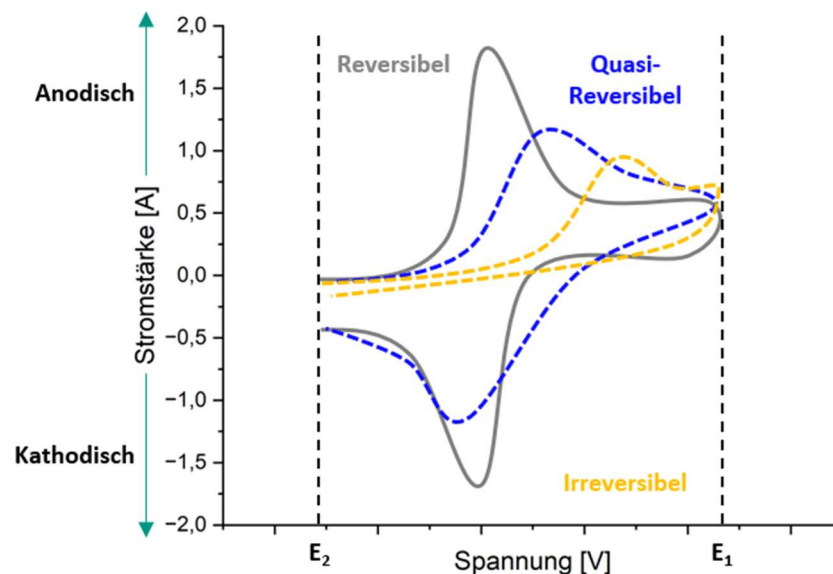 2,0
1,5
1,0
0,5
0,0
−0,5
−1,0
−1,5
−2,0
Anodisch
Kathodisch
Stromstärke [A]
Reversibel
Quasi-
Reversibel
Irreversibel
E₂
Spannung [V]
E₁